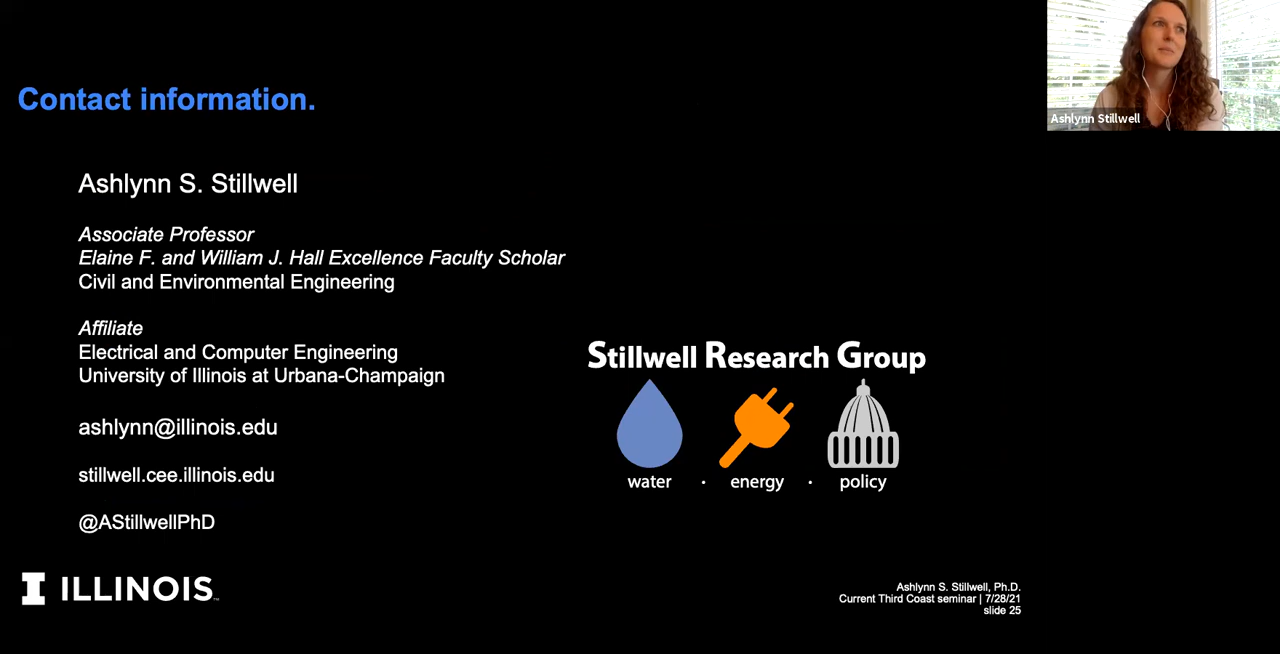 Contact information.
Ashlynn Stillwell
Ashlynn S. Stillwell
Associate Professor
Elaine F. and William J. Hall Excellence Faculty Scholar
Civil and Environmental Engineering
Affiliate
Electrical and Computer Engineering
University of Illinois at Urbana-Champaign
ashlynn@illinois.edu
stillwell.cee.illinois.edu
@AStillwellPhD
Stillwell Research Group
water · energy · policy
I ILLINOIS™
Ashlynn S. Stillwell, Ph.D.
Current Third Coast seminar | 7/28/21
slide 25